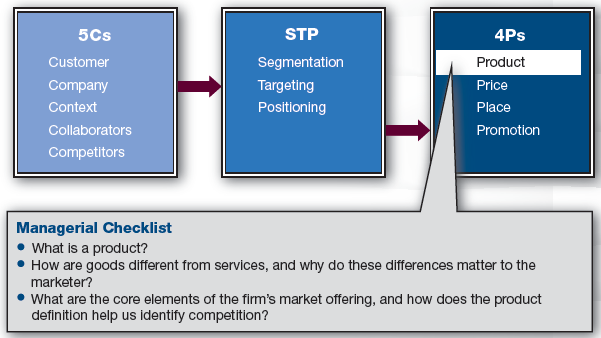 5Cs
Customer
Company
Context
Collaborators
Competitors
STP
Segmentation
Targeting
Positioning
4Ps
Product
Price
Place
Promotion
Managerial Checklist
• What is a product?
• How are goods different from services, and why do these differences matter to the
marketer?
• What are the core elements of the firm's market offering, and how does the product
definition help us identify competition?